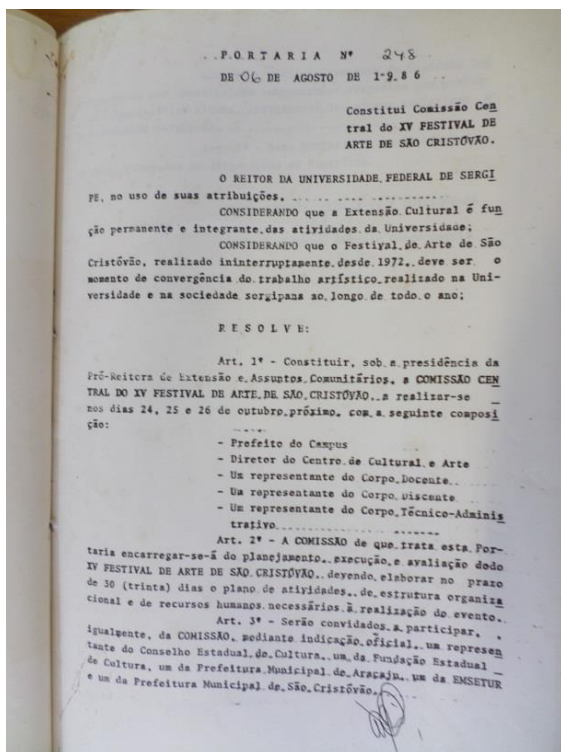 PORTARIA Nº 248
DE 06 DE AGOSTO DE 1986
Constitui Comissão Cen
tral do XV FESTIVAL DE
ARTE DE SÃO CRISTÓVÃO.
O REITOR DA UNIVERSIDADE FEDERAL DE SERGI
PE, no uso de suas atribuições,
CONSIDERANDO que a Extensão Cultural é fun
ção permanente e integrante das atividades da Universidade;
CONSIDERANDO que o Festival de Arte de São
Cristóvão, realizado ininterruptamente desde 1972, deve ser o
momento de convergência do trabalho artístico realizado na Uni-
versidade e na sociedade sergipana ao longo de todo o ano;
R E S O L V E:
Art. 1º - Constituir, sob a presidência da
Pró-Reitora de Extensão e Assuntos Comunitários, a COMISSÃO CEN
TRAL DO XV FESTIVAL DE ARTE DE SÃO CRISTÓVÃO, a realizar-se
nos dias 24, 25 e 26 de outubro próximo, com a seguinte composi
ção:
- Prefeito do Campus
- Diretor do Centro de Cultural e Arte
- Um representante do Corpo Docente
- Um representante do Corpo Discente
- Um representante do Corpo Técnico-Adminis
trativo
Art. 2º - A COMISSÃO de que trata esta Por-
taria encarregar-se-á do planejamento, execução e avaliação dodo
XV FESTIVAL DE ARTE DE SÃO CRISTÓVÃO, devendo elaborar no prazo
de 30 (trinta) dias o plano de atividades, de estrutura organiza
cional e de recursos humanos necessários à realização do evento.
Art. 3º - Serão convidados a participar,
igualmente, da COMISSÃO, mediante indicação oficial, um represen
tante do Conselho Estadual de Cultura, um da Fundação Estadual
de Cultura, um da Prefeitura Municipal de Aracaju, um da EMSETUR
e um da Prefeitura Municipal de São Cristóvão.